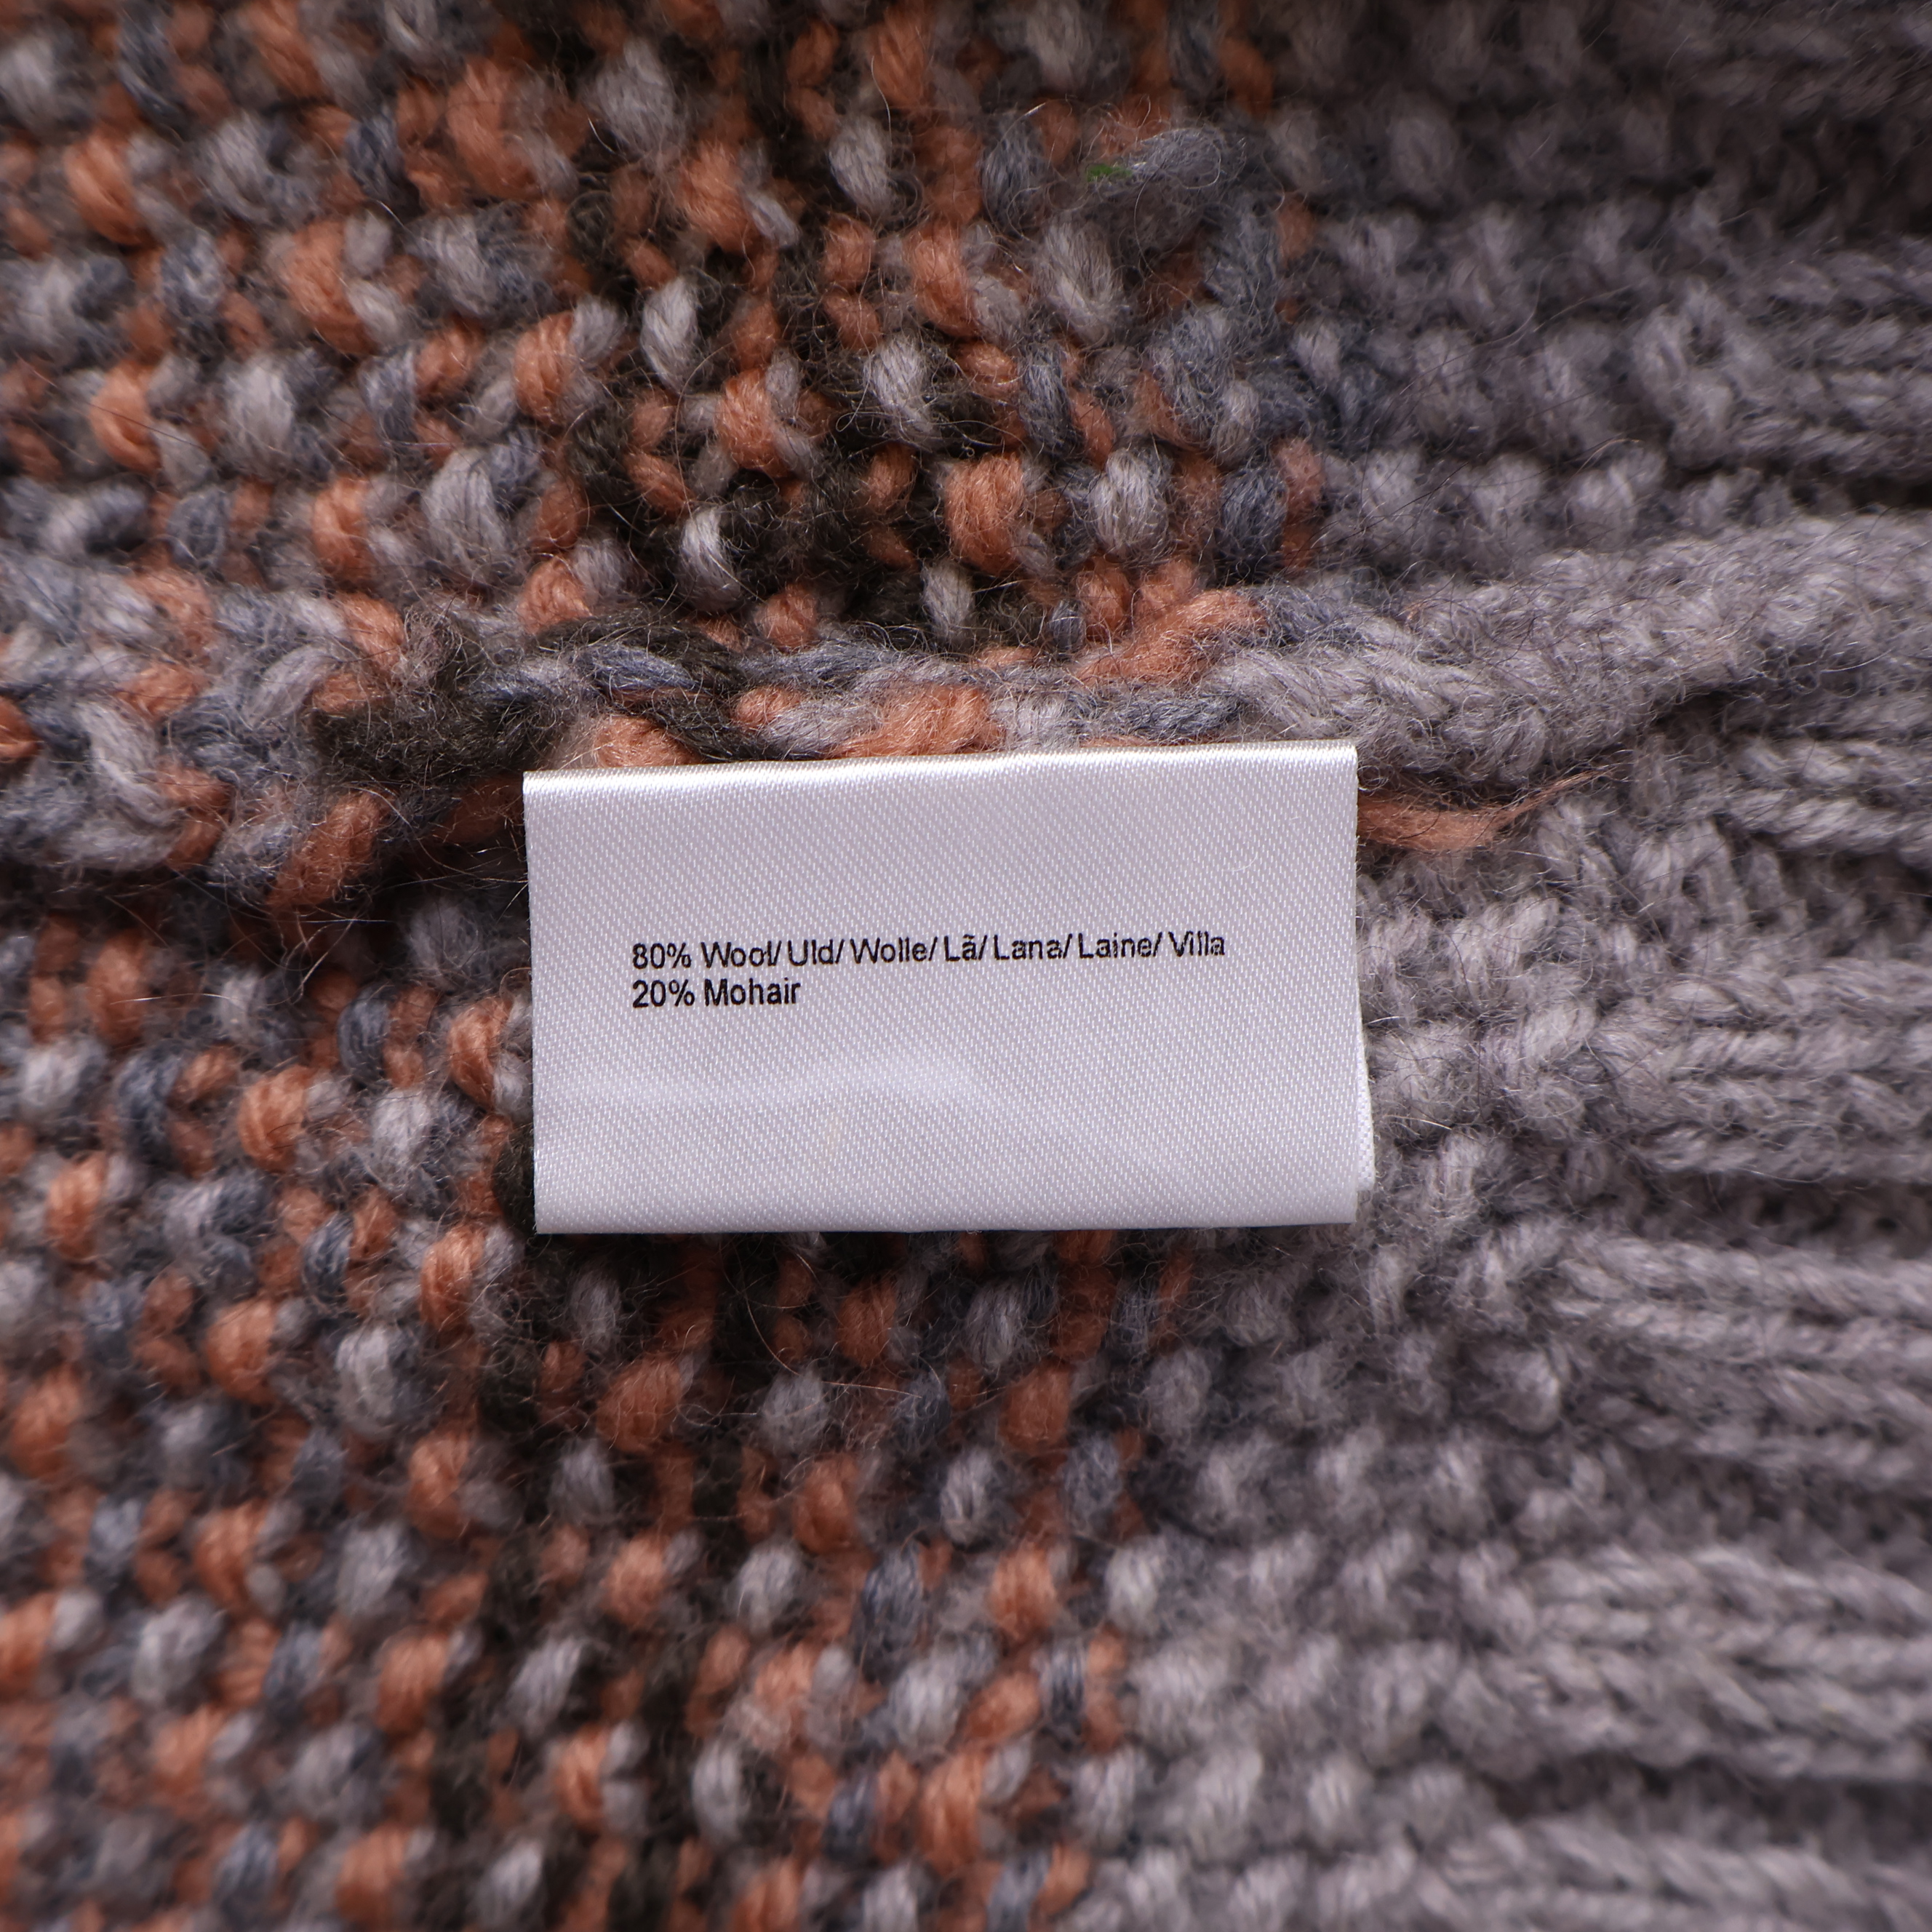 80% Wool/ Uld/ Wolle/ Lã/ Lana/ Laine/ Villa
20% Mohair